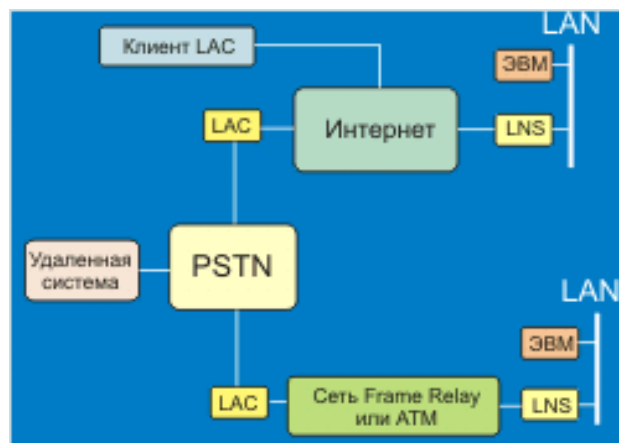 LAN
Клиент LAC
ЭВМ
LAC
Интернет
LNS
Удаленная
система
PSTN
LAN
ЭВМ
LAC
Сеть Frame Relay
или ATM
LNS